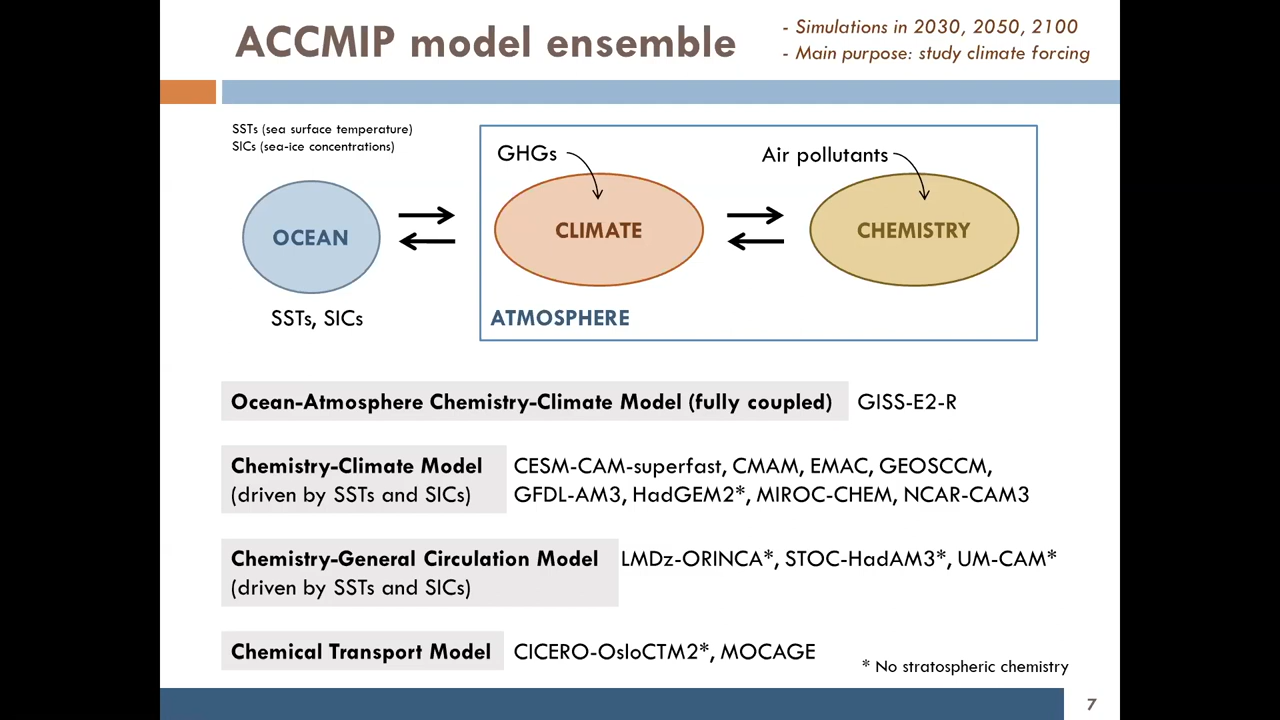 ACCMIP model ensemble
- Simulations in 2030, 2050, 2100
- Main purpose: study climate forcing
SSTs (sea surface temperature)
SICs (sea-ice concentrations)
GHGs
Air pollutants
OCEAN
CLIMATE
CHEMISTRY
SSTs, SICs
ATMOSPHERE
Ocean-Atmosphere Chemistry-Climate Model (fully coupled) GISS-E2-R
Chemistry-Climate Model CESM-CAM-superfast, CMAM, EMAC, GEOSCCM,
(driven by SSTs and SICs) GFDL-AM3, HadGEM2*, MIROC-CHEM, NCAR-CAM3
Chemistry-General Circulation Model LMDz-ORINCA*, STOC-HadAM3*, UM-CAM*
(driven by SSTs and SICs)
Chemical Transport Model CICERO-OsloCTM2*, MOCAGE
* No stratospheric chemistry
7